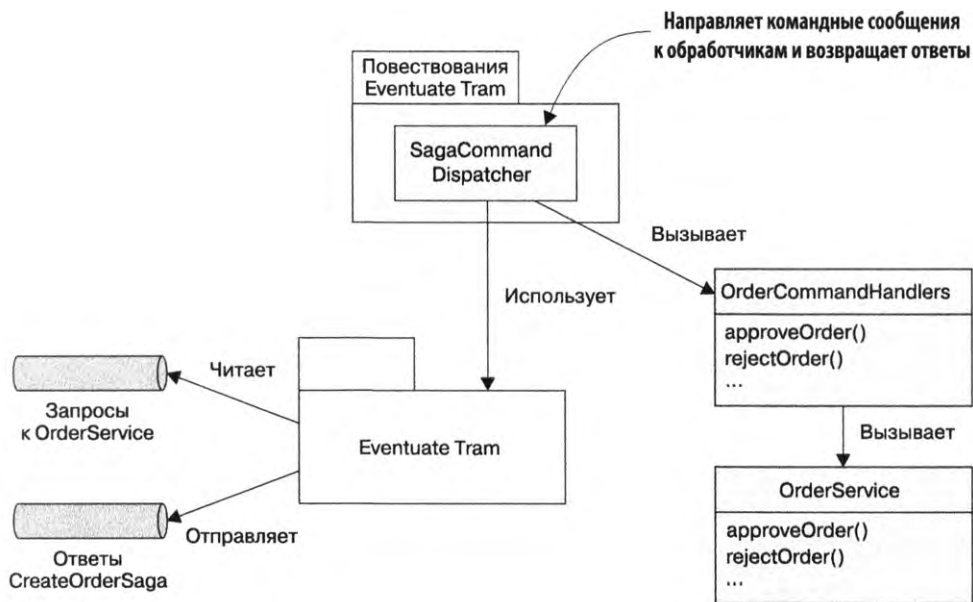 Направляет командные сообщения
к обработчикам и возвращает ответы
Повествования
Eventuate Tram
SagaCommand
Dispatcher
Вызывает
Использует
OrderCommandHandlers
approveOrder()
rejectOrder()
...
Читает
Запросы
к OrderService
Eventuate Tram
Вызывает
Отправляет
Ответы
CreateOrderSaga
OrderService
approveOrder()
rejectOrder()
...